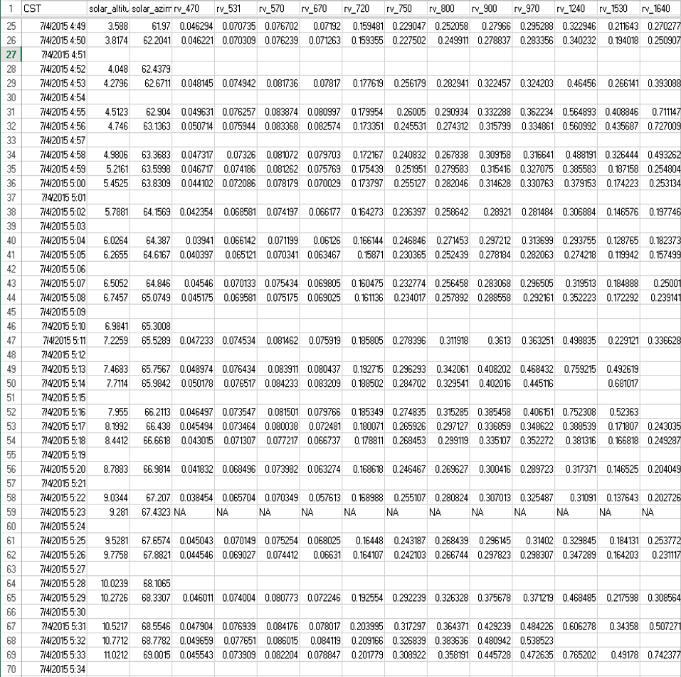 1 CST solar_altitu solar_azim rv_470 rv_531 rv_570 rv_670 rv_720 rv_750 rv_800 rv_900 rv_970 rv_1240 rv_1530 rv_1640
25 7/4/2015 4:49 3.588 61.97 0.046294 0.070735 0.076702 0.07192 0.159481 0.229047 0.252058 0.27966 0.295288 0.322946 0.211643 0.270277
26 7/4/2015 4:50 3.8174 62.2041 0.046221 0.070309 0.076239 0.071263 0.159355 0.227502 0.249911 0.278837 0.283356 0.340232 0.194018 0.250907
27 7/4/2015 4:51
28 7/4/2015 4:52 4.048 62.4379
29 7/4/2015 4:53 4.2796 62.6711 0.048145 0.074942 0.081736 0.07817 0.177619 0.256179 0.282941 0.322457 0.324203 0.46456 0.266141 0.393088
30 7/4/2015 4:54
31 7/4/2015 4:55 4.5123 62.904 0.049631 0.076257 0.083874 0.080997 0.179954 0.26005 0.290934 0.332288 0.362234 0.564893 0.408846 0.711147
32 7/4/2015 4:56 4.746 63.1363 0.050714 0.075944 0.083368 0.082574 0.173351 0.245531 0.274312 0.315799 0.334861 0.560992 0.435687 0.727009
33 7/4/2015 4:57
34 7/4/2015 4:58 4.9806 63.3683 0.047317 0.07326 0.081072 0.079703 0.172167 0.240832 0.267838 0.309158 0.316641 0.488191 0.326444 0.493262
35 7/4/2015 4:59 5.2161 63.5998 0.046717 0.074186 0.081262 0.075769 0.175439 0.251951 0.279583 0.315416 0.327075 0.385583 0.187158 0.254804
36 7/4/2015 5:00 5.4525 63.8309 0.044102 0.072086 0.078179 0.070029 0.173797 0.255127 0.282046 0.314628 0.330763 0.379153 0.174223 0.253134
37 7/4/2015 5:01
38 7/4/2015 5:02 5.7881 64.1569 0.042354 0.068581 0.074197 0.066177 0.164273 0.236397 0.258642 0.28921 0.281484 0.306884 0.146576 0.197746
39 7/4/2015 5:03
40 7/4/2015 5:04 6.0264 64.387 0.03941 0.066142 0.071199 0.06126 0.166144 0.246846 0.271453 0.297212 0.313699 0.293755 0.128765 0.182373
41 7/4/2015 5:05 6.2655 64.6167 0.040397 0.065121 0.070341 0.063467 0.15871 0.230365 0.252439 0.278184 0.282063 0.274218 0.119942 0.157499
42 7/4/2015 5:06
43 7/4/2015 5:07 6.5052 64.846 0.04546 0.070133 0.075434 0.069805 0.160475 0.232774 0.256458 0.283068 0.296505 0.319513 0.184888 0.25001
44 7/4/2015 5:08 6.7457 65.0749 0.045175 0.069581 0.075175 0.069025 0.161136 0.234017 0.257892 0.288558 0.292161 0.352223 0.172292 0.239141
45 7/4/2015 5:09
46 7/4/2015 5:10 6.9841 65.3008
47 7/4/2015 5:11 7.2259 65.5289 0.047233 0.074534 0.081462 0.075919 0.185805 0.278396 0.311918 0.3613 0.363251 0.498835 0.229121 0.336628
48 7/4/2015 5:12
49 7/4/2015 5:13 7.4683 65.7567 0.048974 0.076434 0.083911 0.080437 0.192715 0.296293 0.342061 0.408202 0.468432 0.759215 0.492619
50 7/4/2015 5:14 7.7114 65.9842 0.050178 0.076517 0.084233 0.083209 0.188502 0.284702 0.329541 0.402016 0.445116 0.681017
51 7/4/2015 5:15
52 7/4/2015 5:16 7.955 66.2113 0.046497 0.073547 0.081501 0.079766 0.185349 0.274835 0.315285 0.385458 0.406151 0.752308 0.52363
53 7/4/2015 5:17 8.1992 66.438 0.045494 0.073464 0.080038 0.072481 0.180071 0.265926 0.297127 0.336859 0.348622 0.388539 0.171807 0.243035
54 7/4/2015 5:18 8.4412 66.6618 0.043015 0.071307 0.077217 0.066737 0.178811 0.268453 0.299119 0.335107 0.352272 0.381316 0.166818 0.249287
55 7/4/2015 5:19
56 7/4/2015 5:20 8.7883 66.9814 0.041832 0.068496 0.073982 0.063274 0.168618 0.246467 0.269627 0.300416 0.289723 0.317371 0.146525 0.204049
57 7/4/2015 5:21
58 7/4/2015 5:22 9.0344 67.207 0.038454 0.065704 0.070349 0.057613 0.168988 0.255107 0.280824 0.307013 0.325487 0.31091 0.137643 0.202726
59 7/4/2015 5:23 9.281 67.4323 NA NA NA NA NA NA NA NA NA NA NA NA
60 7/4/2015 5:24
61 7/4/2015 5:25 9.5281 67.6574 0.045043 0.070149 0.075254 0.068025 0.16448 0.243187 0.268439 0.296145 0.31402 0.329845 0.184131 0.253772
62 7/4/2015 5:26 9.7758 67.8821 0.044546 0.069027 0.074412 0.06631 0.164107 0.242103 0.266744 0.297823 0.298307 0.347289 0.164203 0.231117
63 7/4/2015 5:27
64 7/4/2015 5:28 10.0239 68.1065
65 7/4/2015 5:29 10.2726 68.3307 0.046011 0.074004 0.080773 0.072246 0.192554 0.292239 0.326328 0.375678 0.371219 0.468485 0.217598 0.308564
66 7/4/2015 5:30
67 7/4/2015 5:31 10.5217 68.5546 0.047904 0.076939 0.084176 0.078017 0.203995 0.317297 0.364371 0.429239 0.484226 0.606278 0.34358 0.507271
68 7/4/2015 5:32 10.7712 68.7782 0.049659 0.077651 0.086015 0.084119 0.209166 0.326839 0.383636 0.480942 0.538523
69 7/4/2015 5:33 11.0212 69.0015 0.045543 0.073909 0.082204 0.078847 0.201779 0.308922 0.358191 0.445728 0.472635 0.765202 0.49178 0.742377
70 7/4/2015 5:34